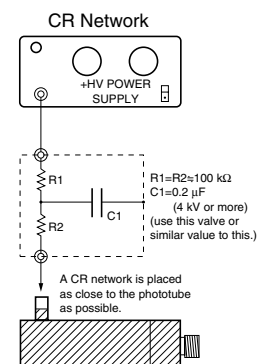 CR Network
+HV POWER
SUPPLY
R1
C1
R2
R1=R2≈100 kΩ
C1=0.2 µF
(4 kV or more)
(use this valve or
similar value to this.)
A CR network is placed
as close to the phototube
as possible.